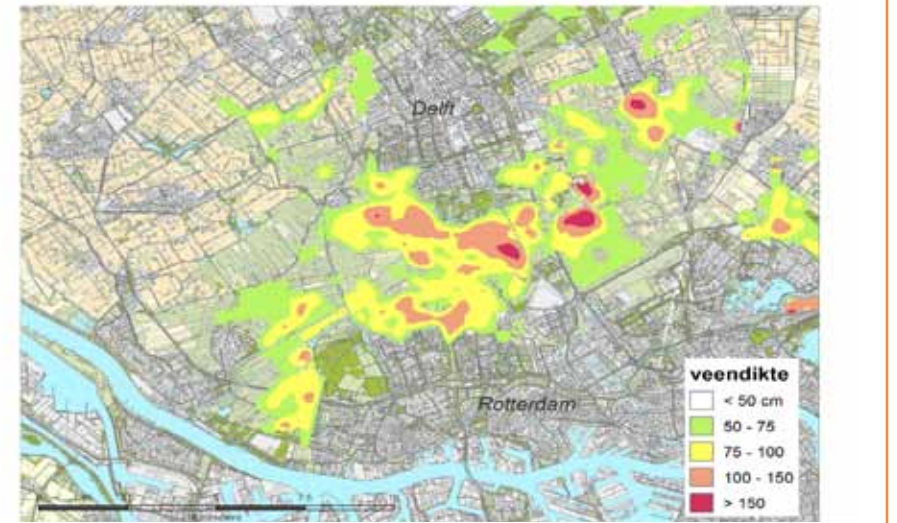 Delft
Rotterdam
veendikte
< 50 cm
50 - 75
75 - 100
100 - 150
> 150